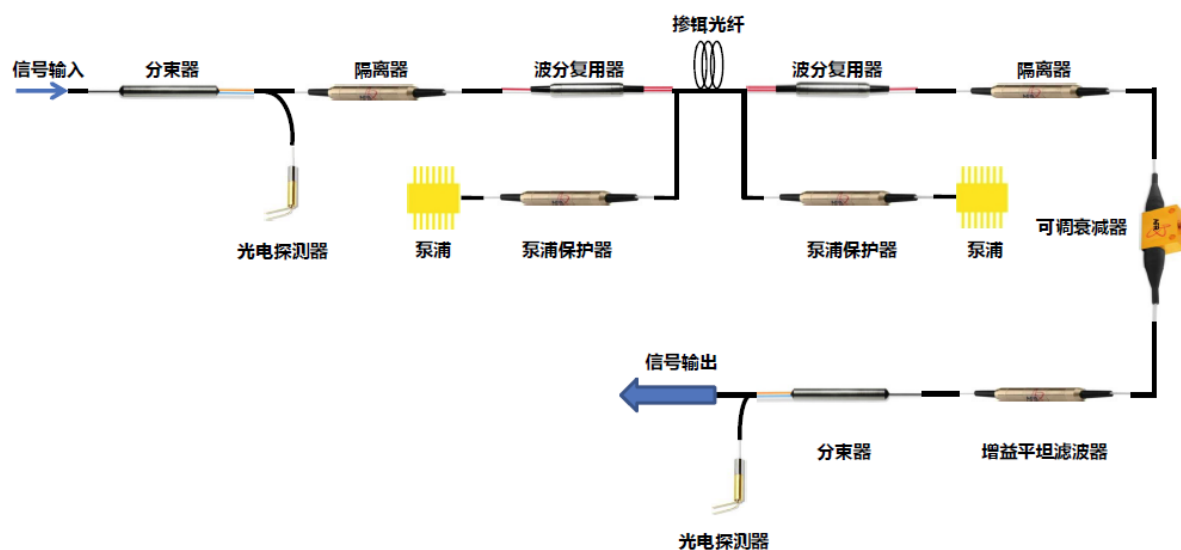 掺铒光纤
信号输入
分束器
隔离器
波分复用器
波分复用器
隔离器
光电探测器
泵浦
泵浦保护器
泵浦保护器
泵浦
可调衰减器
信号输出
分束器
增益平坦滤波器
光电探测器